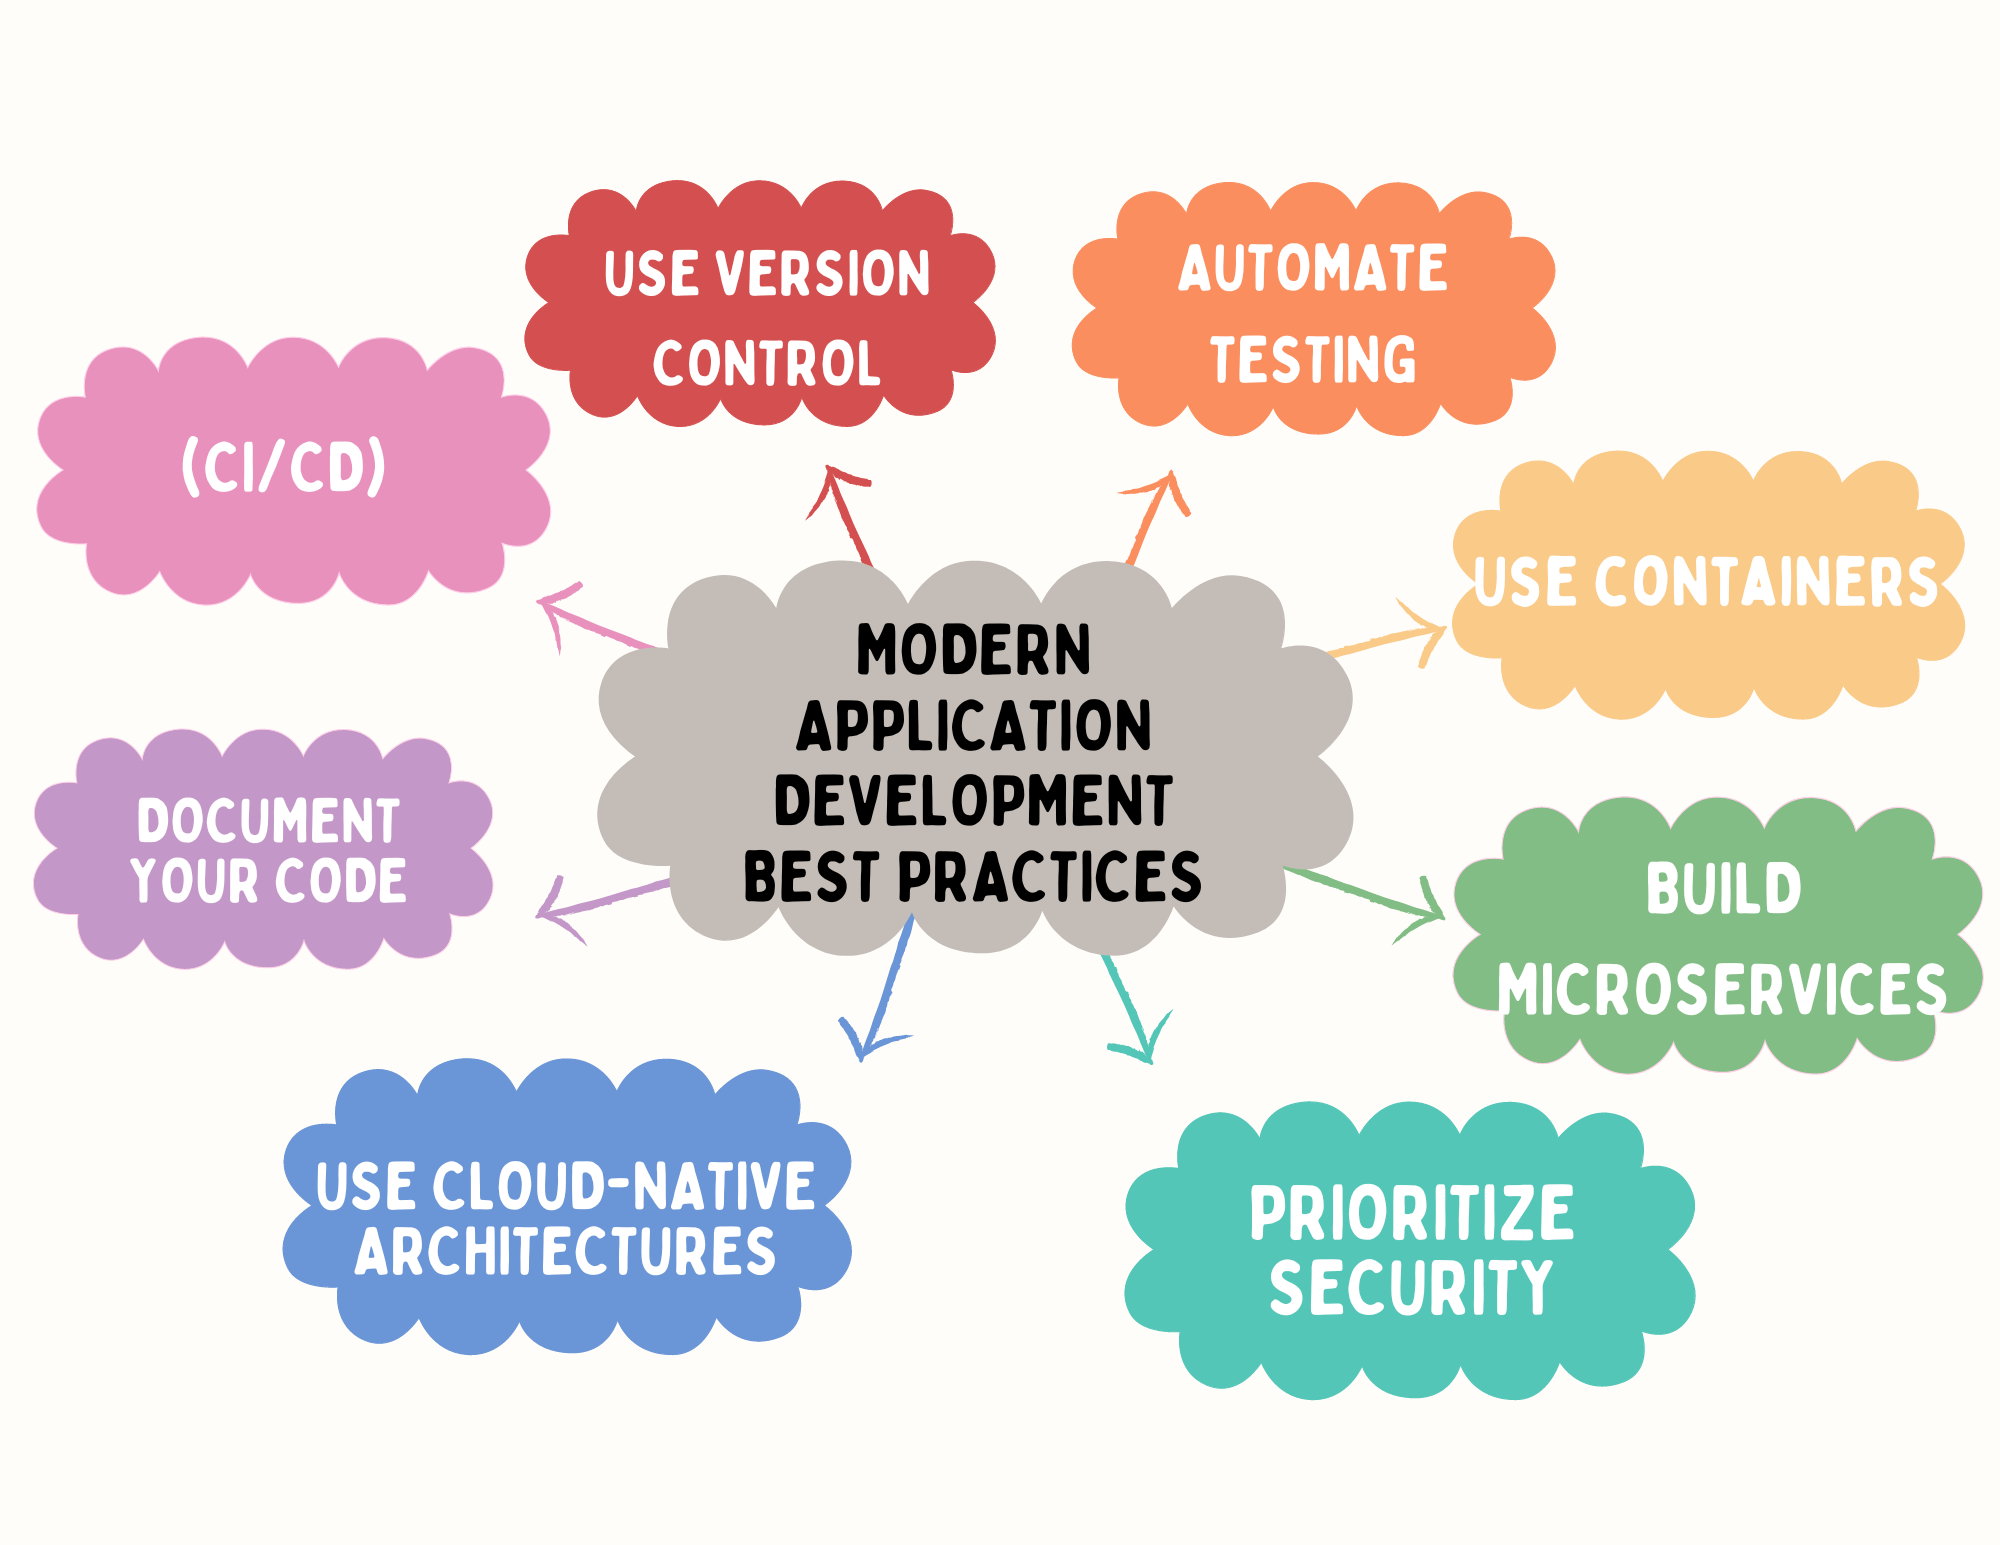 USE VERSION
CONTROL
AUTOMATE
TESTING
(CI/CD)
USE CONTAINERS
MODERN
APPLICATION
DEVELOPMENT
BEST PRACTICES
DOCUMENT
YOUR CODE
BUILD
MICROSERVICES
USE CLOUD-NATIVE
ARCHITECTURES
PRIORITIZE
SECURITY